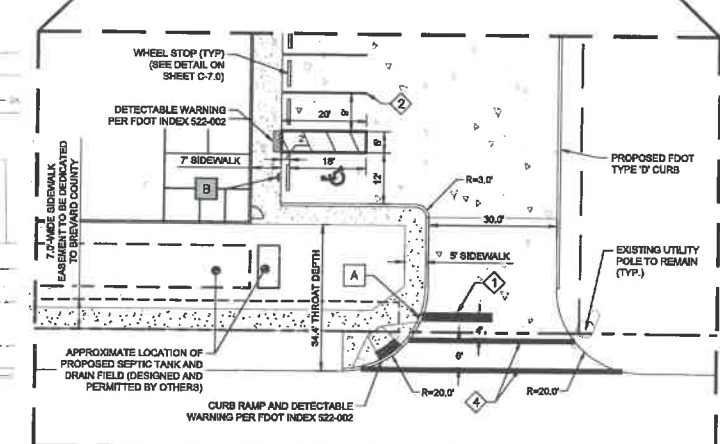 WHEEL STOP (TYP)
(SEE DETAIL ON
SHEET C-7.0)
2
DETECTABLE WARNING
PER FDOT INDEX 522-002
20'
9'
6'
7' SIDEWALK
18'
12'
B
R=3.0'
PROPOSED FDOT
TYPE 'D' CURB
7.0'-WIDE SIDEWALK
EASEMENT TO BE DEDICATED
TO BREVARD COUNTY
30.0'
EXISTING UTILITY
POLE TO REMAIN
(TYP.)
5' SIDEWALK
A
1
34.4' THROAT DEPTH
4'
6'
APPROXIMATE LOCATION OF
PROPOSED SEPTIC TANK AND
DRAIN FIELD (DESIGNED AND
PERMITTED BY OTHERS)
R=20.0'
4
R=20.0'
CURB RAMP AND DETECTABLE
WARNING PER FDOT INDEX 522-002